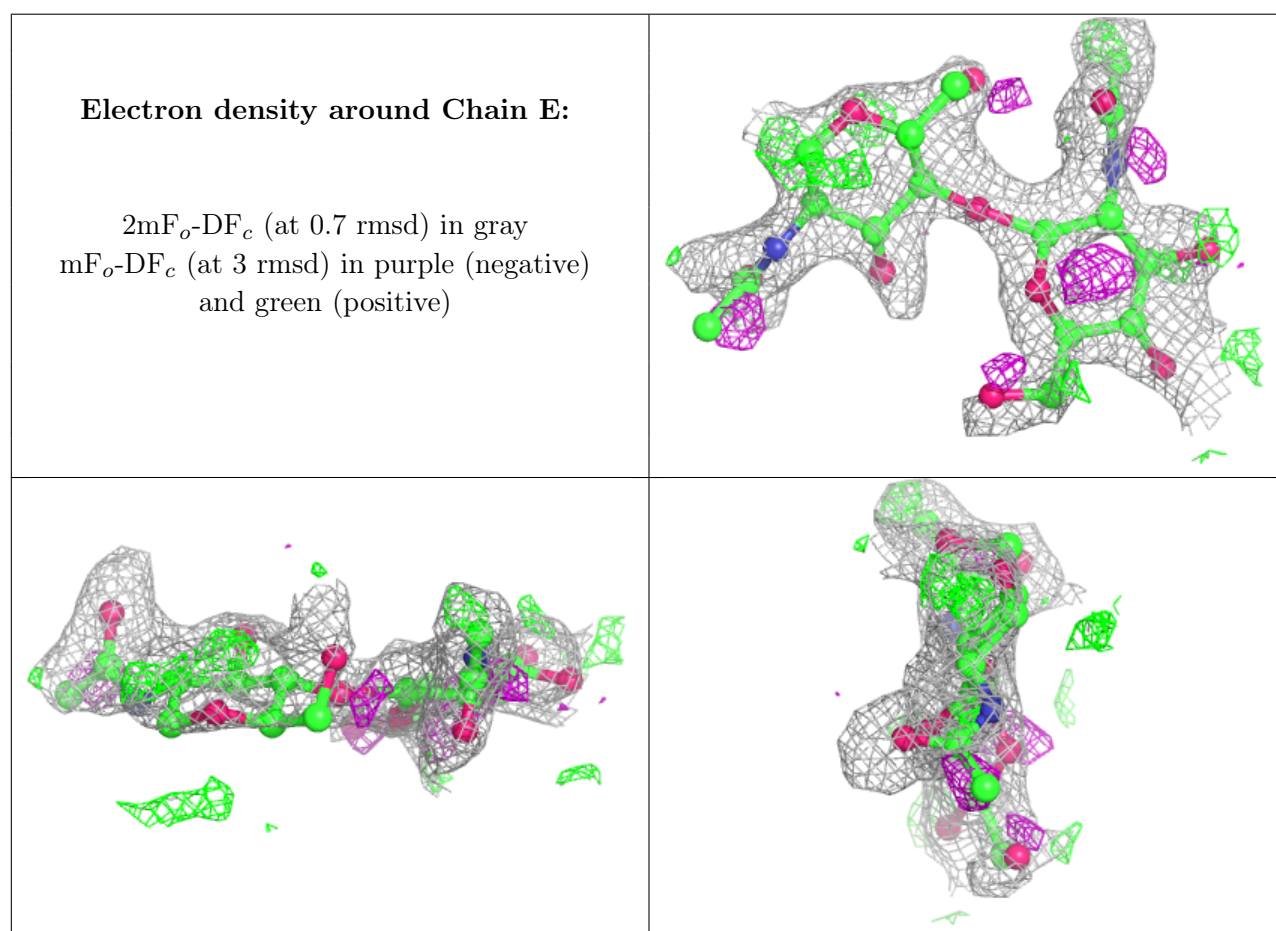 Electron density around Chain E:
2mFo-DFc (at 0.7 rmsd) in gray
mFo-DFc (at 3 rmsd) in purple (negative)
and green (positive)